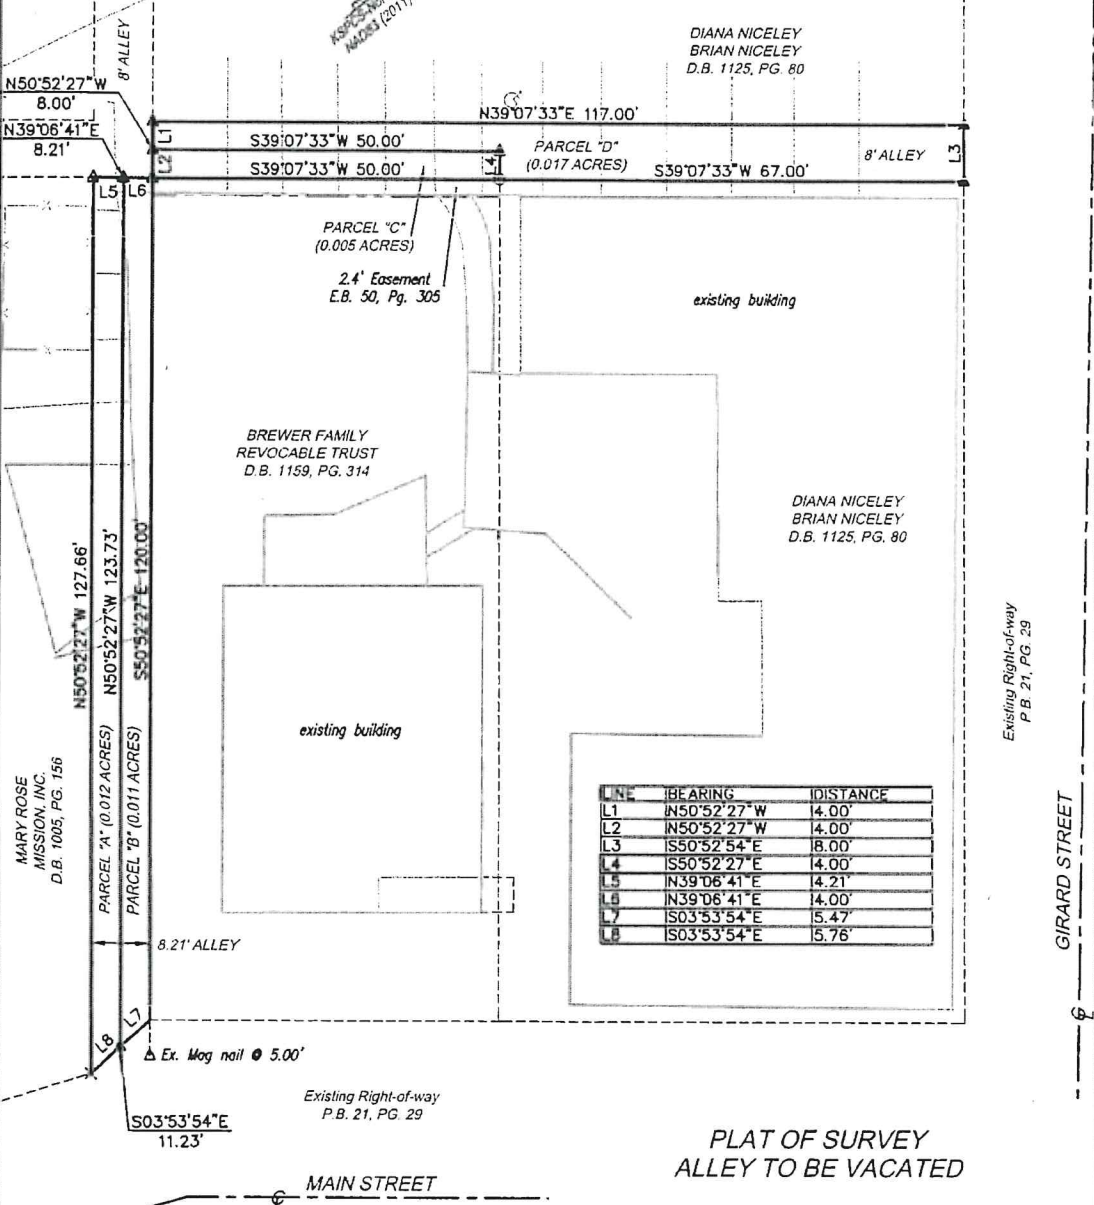 KSPCS-Nor
NAD83 (2011)
8' ALLEY
DIANA NICELEY
BRIAN NICELEY
D.B. 1125, PG. 80
N50°52'27"W
8.00'
N39°06'41"E
8.21'
N39°07'33"E 117.00'
L1
S39°07'33"W 50.00'
L2
L4
PARCEL "D"
(0.017 ACRES)
8' ALLEY
L3
S39°07'33"W 50.00'
S39°07'33"W 67.00'
L5
L6
PARCEL "C"
(0.005 ACRES)
2.4' Easement
E.B. 50, Pg. 305
existing building
BREWER FAMILY
REVOCABLE TRUST
D.B. 1159, PG. 314
DIANA NICELEY
BRIAN NICELEY
D.B. 1125, PG. 80
N50°52'27"W 127.66'
N50°52'27"W 123.73'
S50°52'27"E 120.00'
Existing Right-of-way
P.B. 21, PG. 29
existing building
MARY ROSE
MISSION, INC.
D.B. 1005, PG. 156
PARCEL "A" (0.012 ACRES)
PARCEL "B" (0.011 ACRES)
LINE BEARING DISTANCE
L1 N50°52'27"W 4.00'
L2 N50°52'27"W 4.00'
L3 S50°52'54"E 8.00'
L4 S50°52'27"E 4.00'
L5 N39°06'41"E 4.21'
L6 N39°06'41"E 4.00'
L7 S03°53'54"E 5.47'
L8 S03°53'54"E 5.76'
GIRARD STREET
8.21' ALLEY
L7
L8
Ex. Mag nail @ 5.00'
Existing Right-of-way
P.B. 21, PG. 29
S03°53'54"E
11.23'
PLAT OF SURVEY
ALLEY TO BE VACATED
MAIN STREET